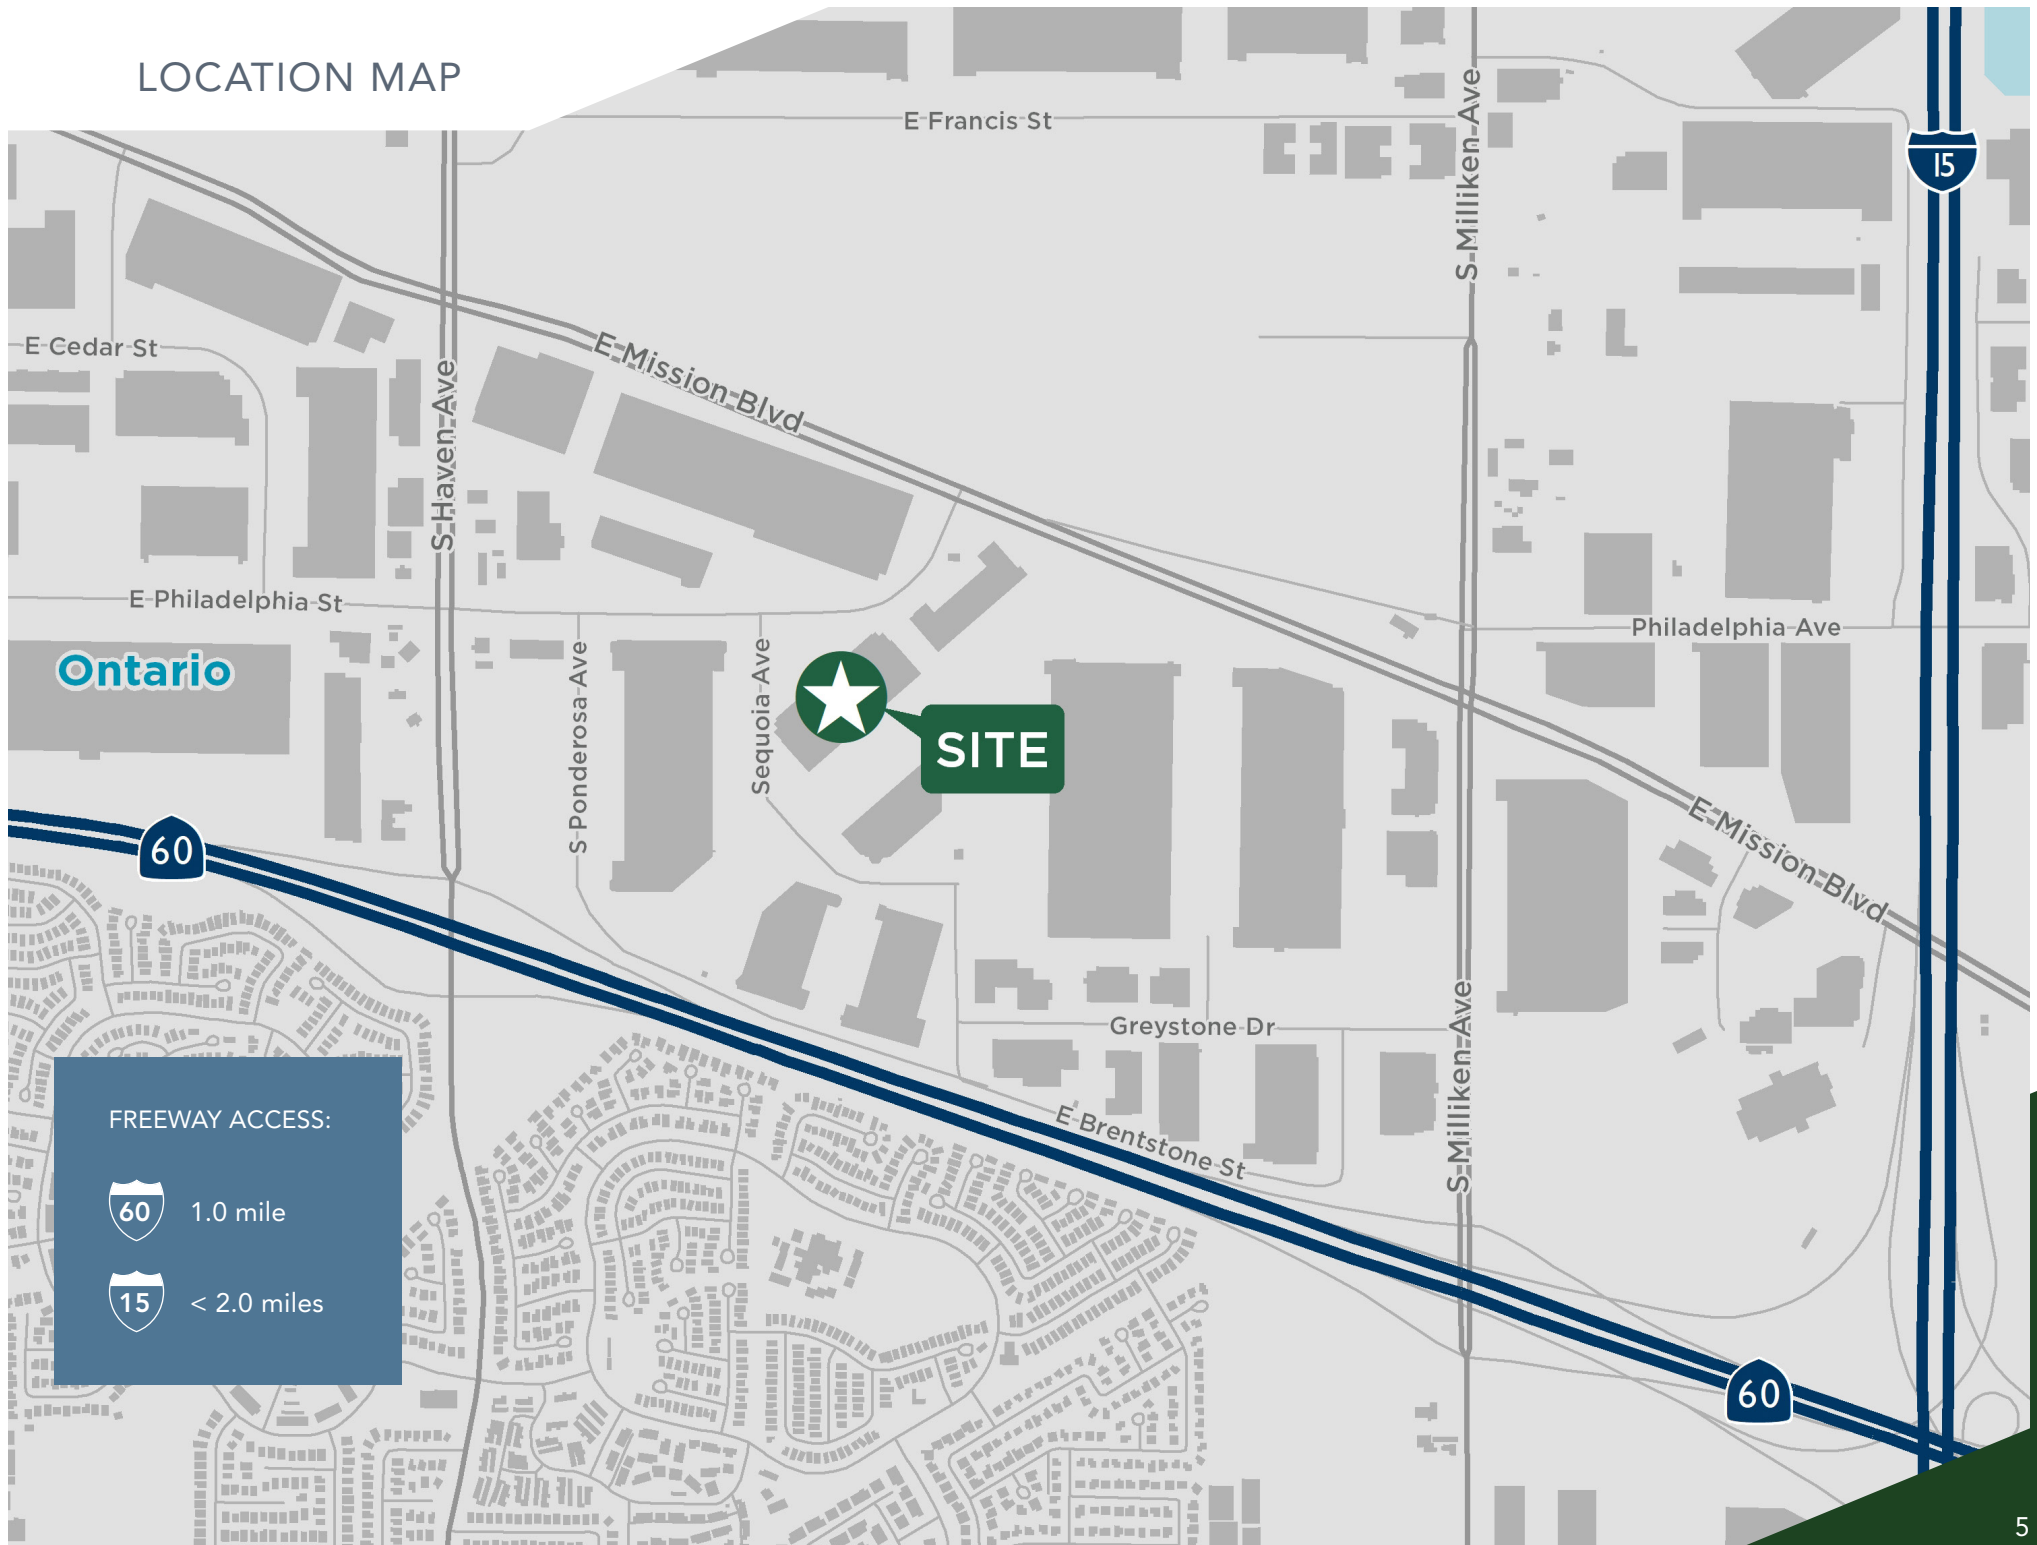 LOCATION MAP
E Francis St
S Milliken Ave
15
E Cedar St
E Mission Blvd
S Haven Ave
E Philadelphia St
Philadelphia Ave
Ontario
S Ponderosa Ave
Sequoia Ave
SITE
60
E Mission Blvd
Greystone Dr
S Milliken Ave
E Brentstone St
FREEWAY ACCESS:
60 1.0 mile
15 < 2.0 miles
60
5